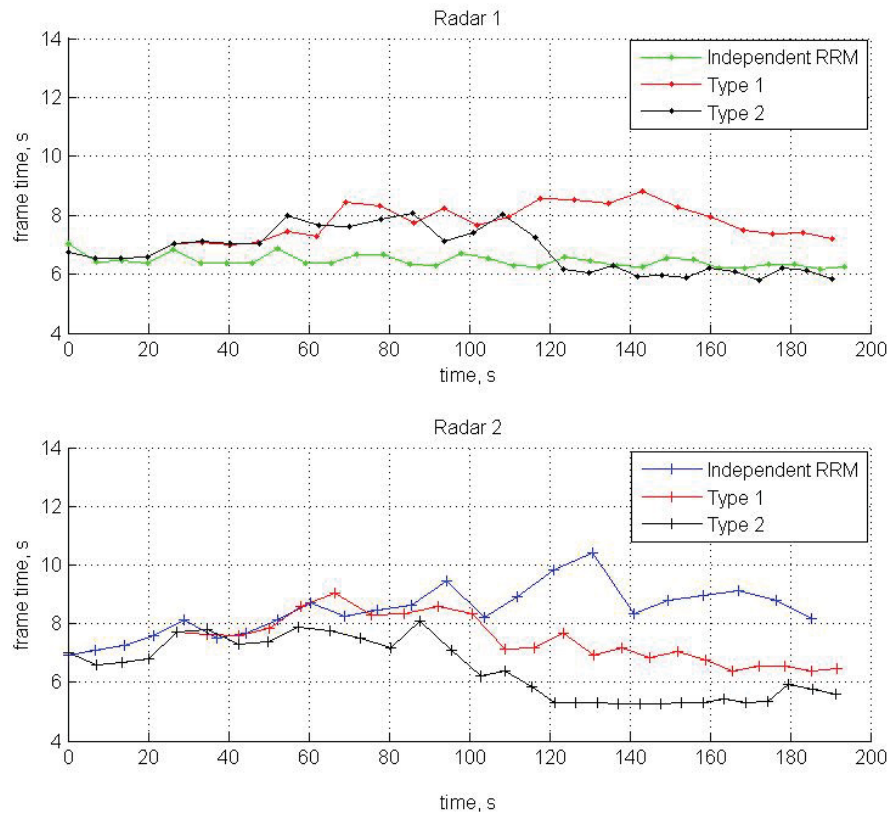 Radar 1
14
12
10
8
6
4
frame time, s
Independent RRM
Type 1
Type 2
0 20 40 60 80 100 120 140 160 180 200
time, s
Radar 2
14
12
10
8
6
4
frame time, s
Independent RRM
Type 1
Type 2
0 20 40 60 80 100 120 140 160 180 200
time, s